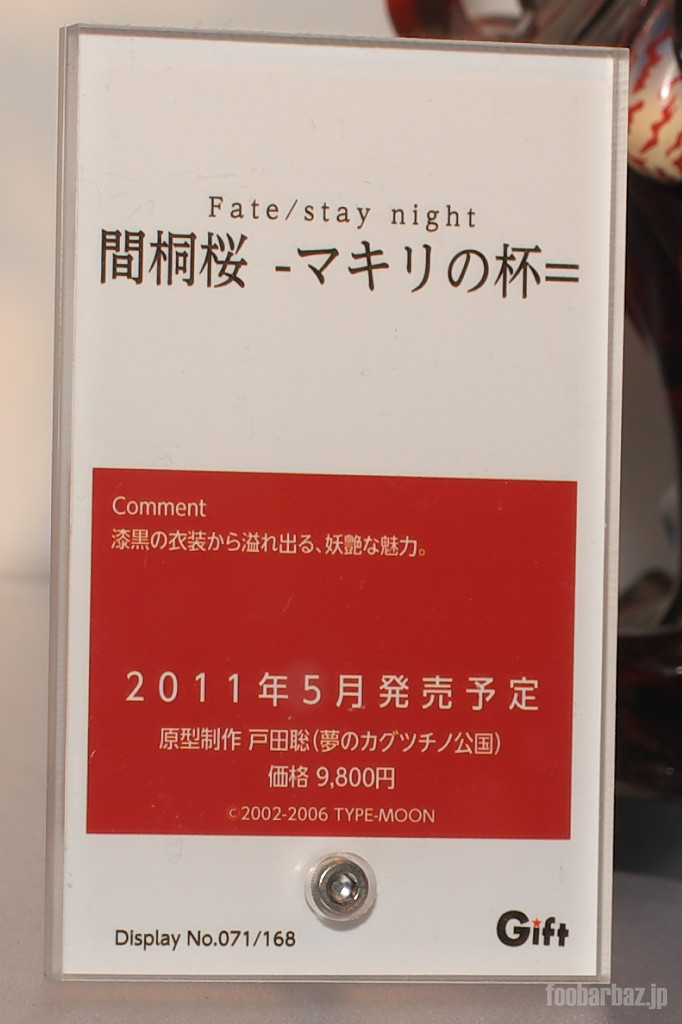 Fate/stay night
間桐桜 -マキリの杯=
Comment
漆黒の衣装から溢れ出る、妖艶な魅力。
2011年5月発売予定
原型制作 戸田聡(夢のカグツチノ公国)
価格 9,800円
©2002-2006 TYPE-MOON
Display No.071/168
Gift
foobarbaz.jp